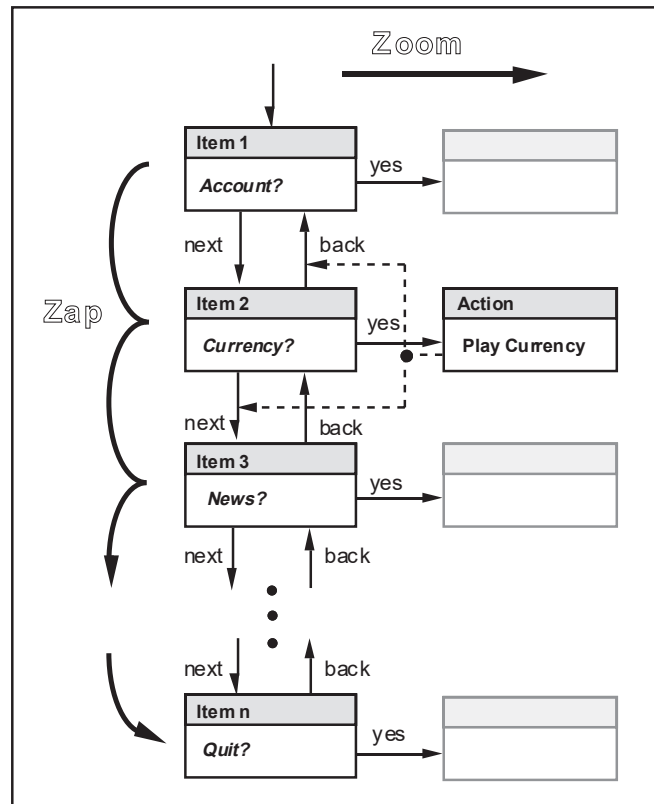 Zoom
Item 1
Account?
yes
next
back
Zap
Item 2
Currency?
yes
Action
Play Currency
next
back
Item 3
News?
yes
next
back
next
back
Item n
Quit?
yes